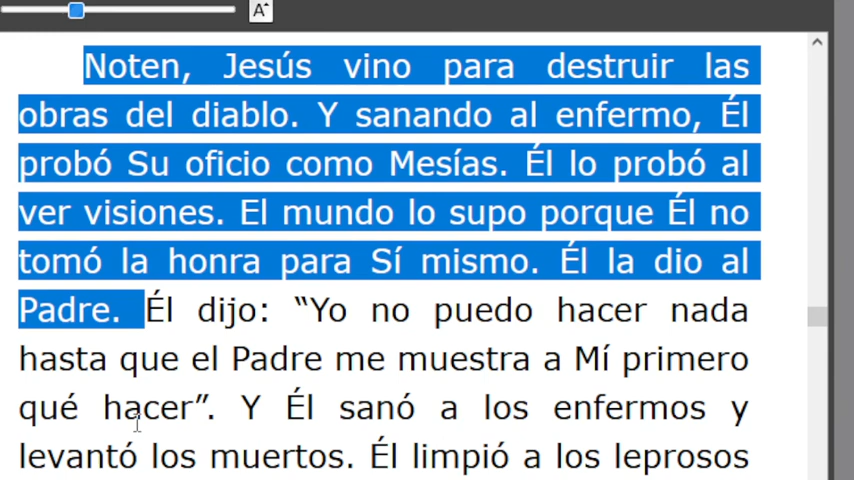 A
Noten, Jesús vino para destruir las
obras del diablo. Y sanando al enfermo, Él
probó Su oficio como Mesías. Él lo probó al
ver visiones. El mundo lo supo porque Él no
tomó la honra para Sí mismo. Él la dio al
Padre. Él dijo: “Yo no puedo hacer nada
hasta que el Padre me muestra a Mí primero
qué hacer”. Y Él sanó a los enfermos y
levantó los muertos. Él limpió a los leprosos